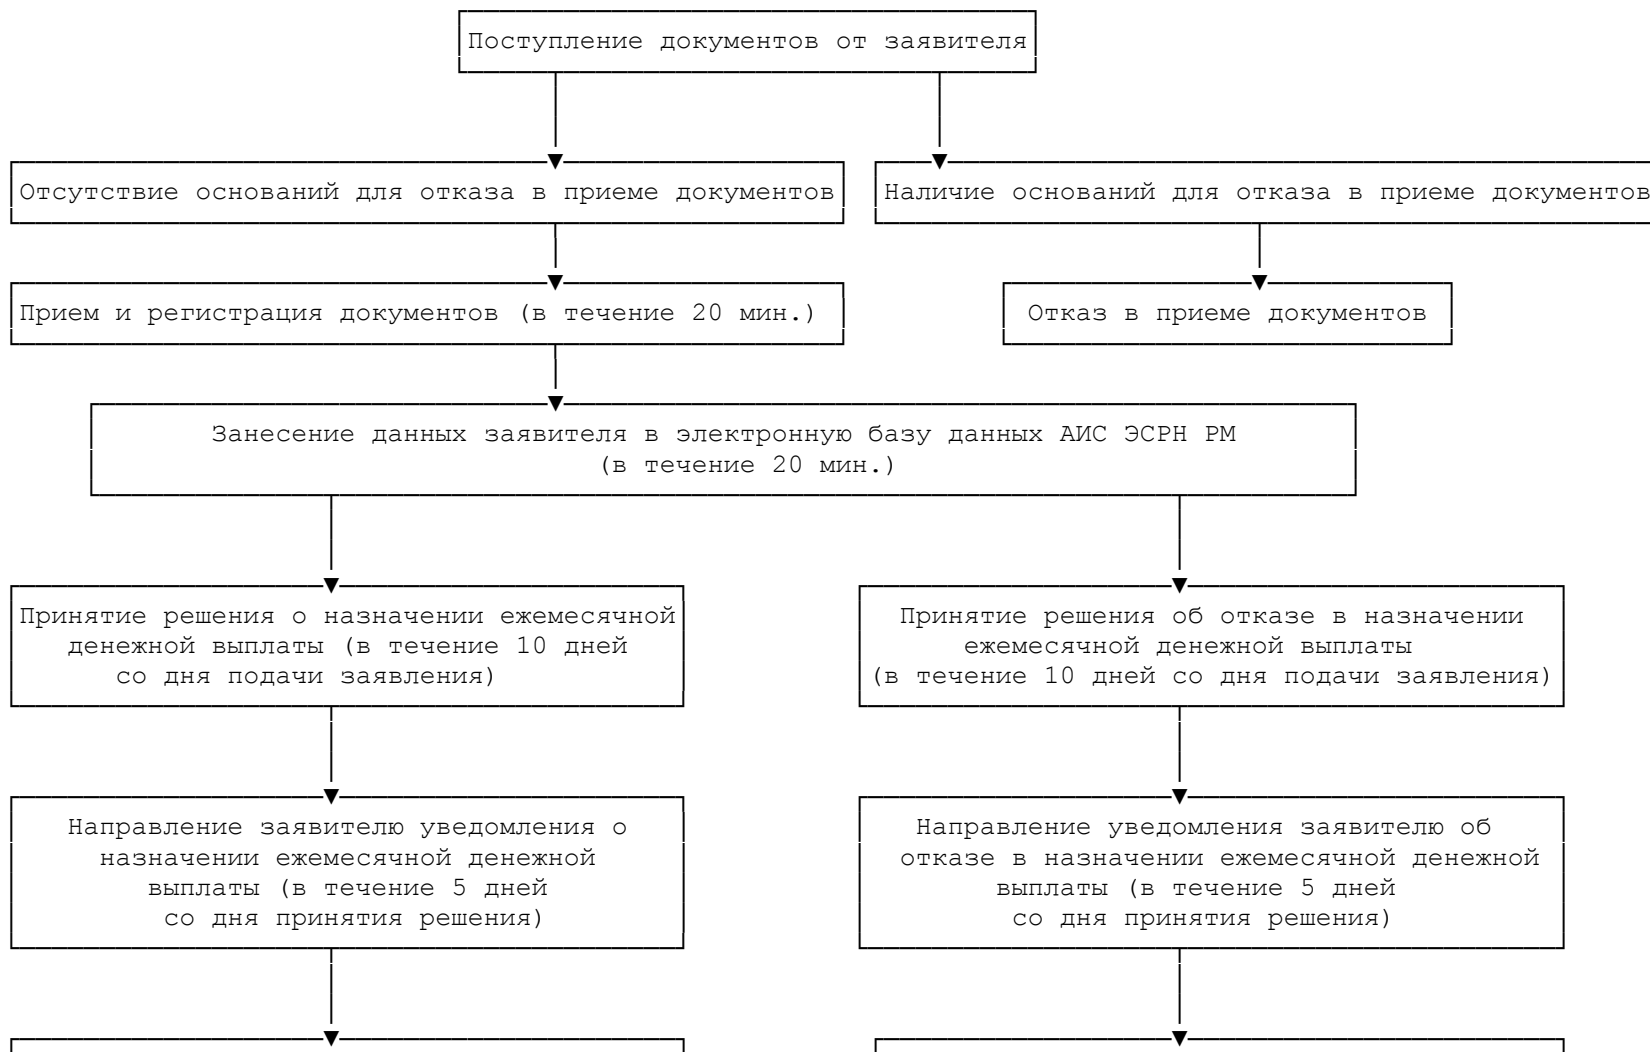 Поступление документов от заявителя
Отсутствие оснований для отказа в приеме документов
Наличие оснований для отказа в приеме документов
Прием и регистрация документов (в течение 20 мин.)
Отказ в приеме документов
Занесение данных заявителя в электронную базу данных АИС ЭСРН РМ
(в течение 20 мин.)
Принятие решения о назначении ежемесячной
денежной выплаты (в течение 10 дней
со дня подачи заявления)
Принятие решения об отказе в назначении
ежемесячной денежной выплаты
(в течение 10 дней со дня подачи заявления)
Направление заявителю уведомления о
назначении ежемесячной денежной
выплаты (в течение 5 дней
со дня принятия решения)
Направление уведомления заявителю об
отказе в назначении ежемесячной денежной
выплаты (в течение 5 дней
со дня принятия решения)